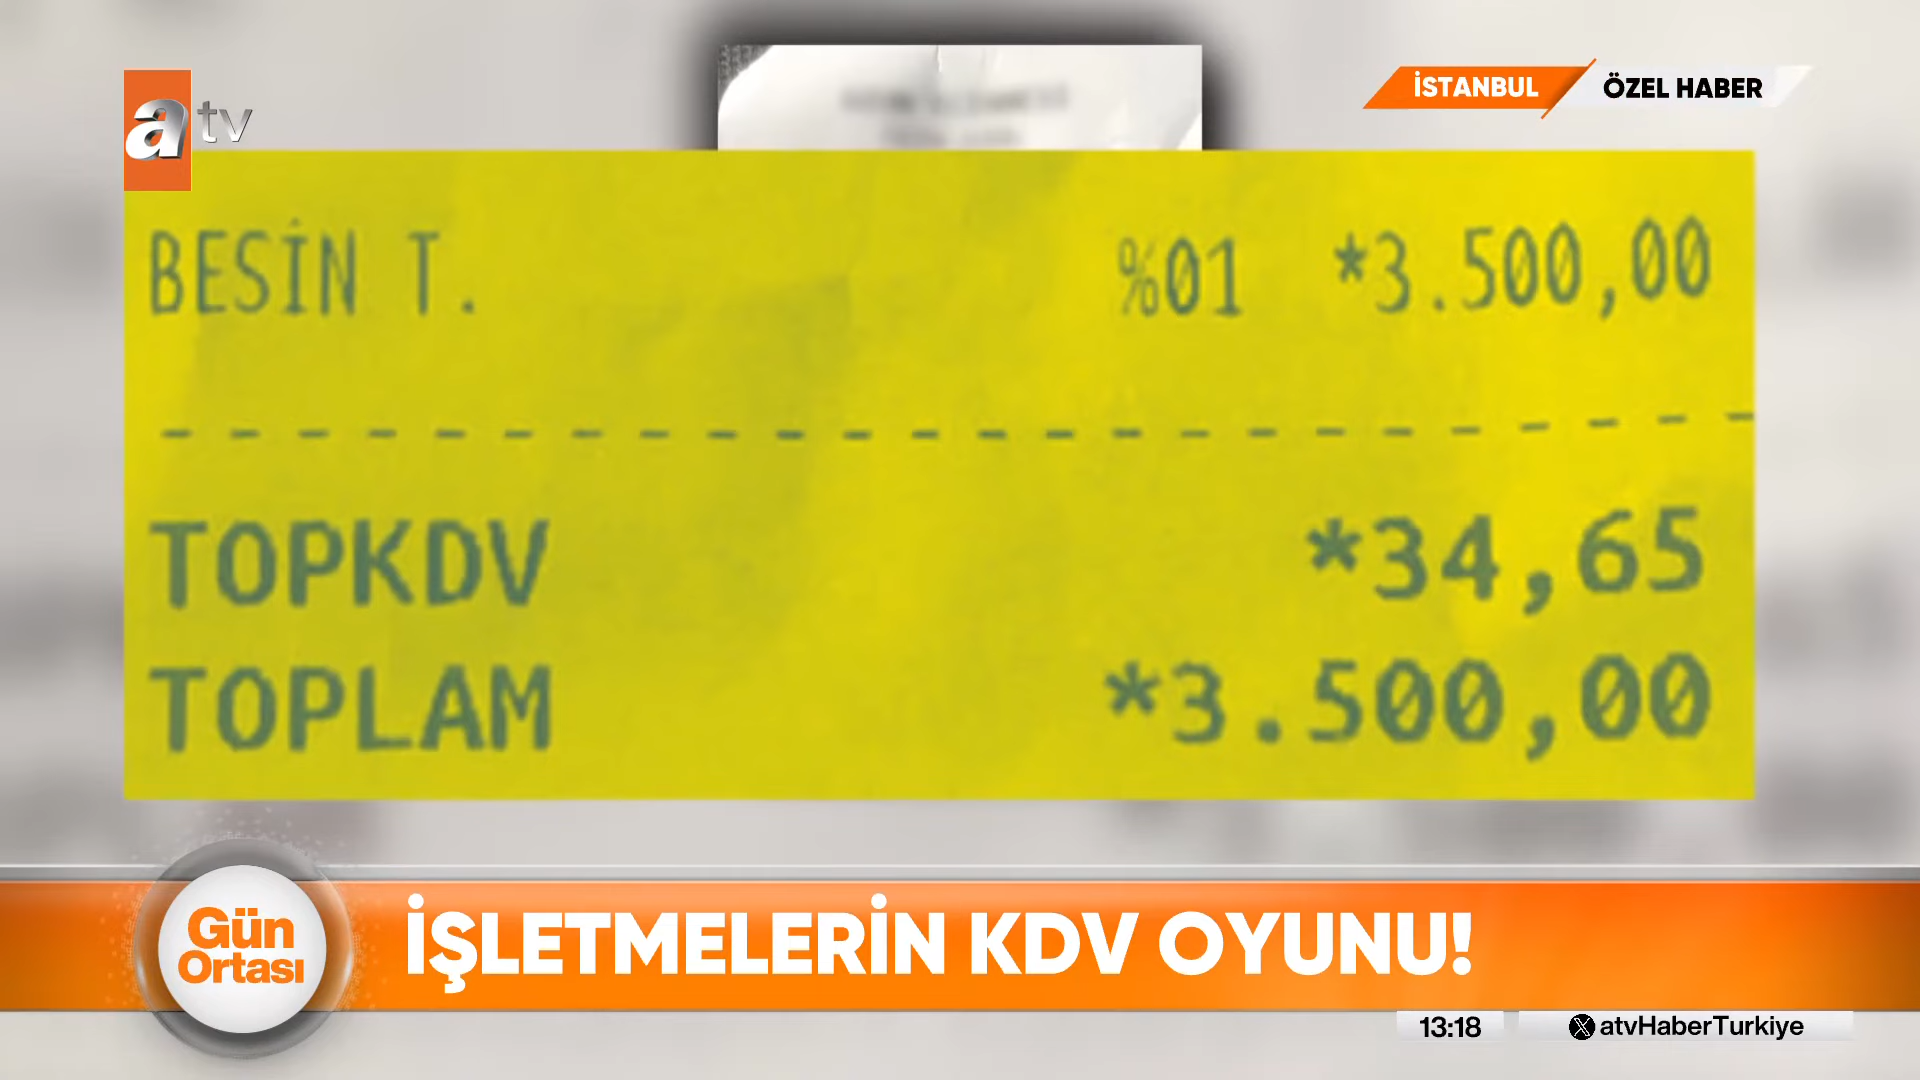 atv
İSTANBUL ÖZEL HABER
BESİN T. %01 *3.500,00
TOPKDV *34,65
TOPLAM *3.500,00
Gün
Ortası
İŞLETMELERİN KDV OYUNU!
13:18 atvHaberTurkiye